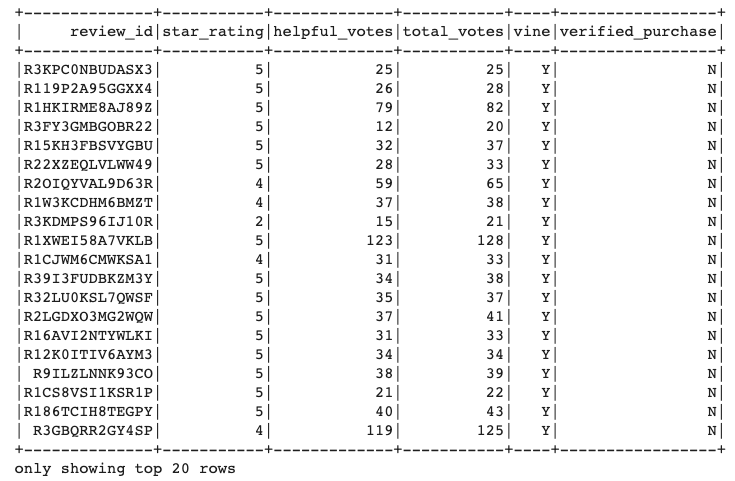 +--------------+-----------+-------------+-----------+----+-----------------+
|     review_id|star_rating|helpful_votes|total_votes|vine|verified_purchase|
+--------------+-----------+-------------+-----------+----+-----------------+
|R3KPC0NBUDASX3|          5|           25|         25|   Y|                N|
|R119P2A95GGXX4|          5|           26|         28|   Y|                N|
|R1HKIRME8AJ89Z|          5|           79|         82|   Y|                N|
|R3FY3GMBGOBR22|          5|           12|         20|   Y|                N|
|R15KH3FBSVYGBU|          5|           32|         37|   Y|                N|
|R22XZEQLVLWW49|          5|           28|         33|   Y|                N|
|R2OIQYVAL9D63R|          4|           59|         65|   Y|                N|
|R1W3KCDHM6BMZT|          4|           37|         38|   Y|                N|
|R3KDMPS96IJ10R|          2|           15|         21|   Y|                N|
|R1XWEI58A7VKLB|          5|          123|        128|   Y|                N|
|R1CJWM6CMWKSA1|          4|           31|         33|   Y|                N|
|R39I3FUDBKZM3Y|          5|           34|         38|   Y|                N|
|R32LU0KSL7QWSF|          5|           35|         37|   Y|                N|
|R2LGDXO3MG2WQW|          5|           37|         41|   Y|                N|
|R16AVI2NTYWLKI|          5|           31|         33|   Y|                N|
|R12K0ITIV6AYM3|          5|           34|         34|   Y|                N|
| R9ILZLNNK93CO|          5|           38|         39|   Y|                N|
|R1CS8VSI1KSR1P|          5|           21|         22|   Y|                N|
|R186TCIH8TEGPY|          5|           40|         43|   Y|                N|
| R3GBQRR2GY4SP|          4|          119|        125|   Y|                N|
+--------------+-----------+-------------+-----------+----+-----------------+
only showing top 20 rows